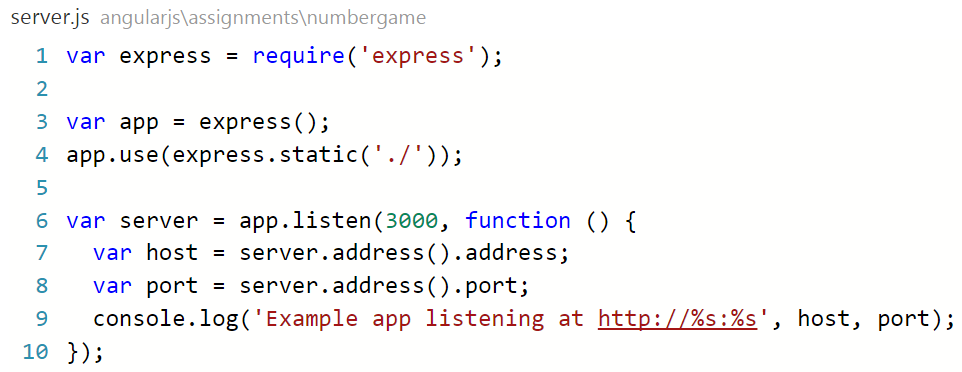 server.js angularjs\assignments\numbergame
1 var express = require('express');
2
3 var app = express();
4 app.use(express.static('./'));
5
6 var server = app.listen(3000, function () {
7   var host = server.address().address;
8   var port = server.address().port;
9   console.log('Example app listening at http://%s:%s', host, port);
10 });